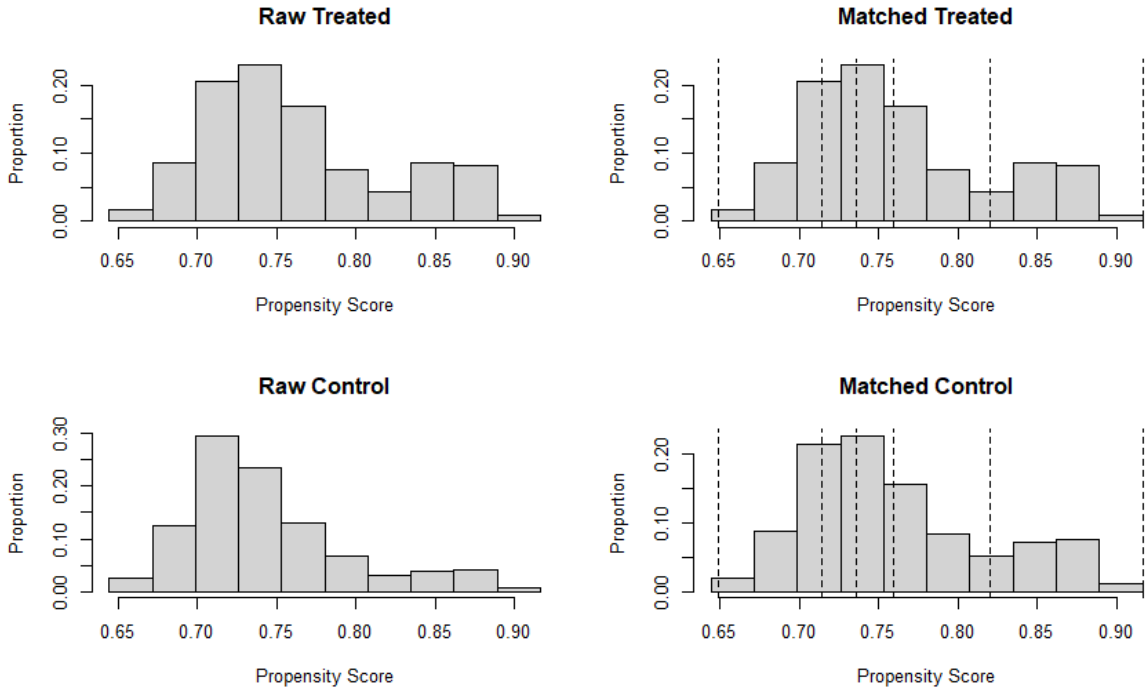 Raw Treated
Proportion
0.00 0.10 0.20
0.65 0.70 0.75 0.80 0.85 0.90
Propensity Score
Matched Treated
Proportion
0.00 0.10 0.20
0.65 0.70 0.75 0.80 0.85 0.90
Propensity Score
Raw Control
Proportion
0.00 0.10 0.20 0.30
0.65 0.70 0.75 0.80 0.85 0.90
Propensity Score
Matched Control
Proportion
0.00 0.10 0.20
0.65 0.70 0.75 0.80 0.85 0.90
Propensity Score